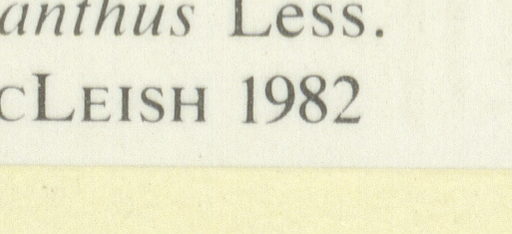 anthus Less.
cLEISH 1982